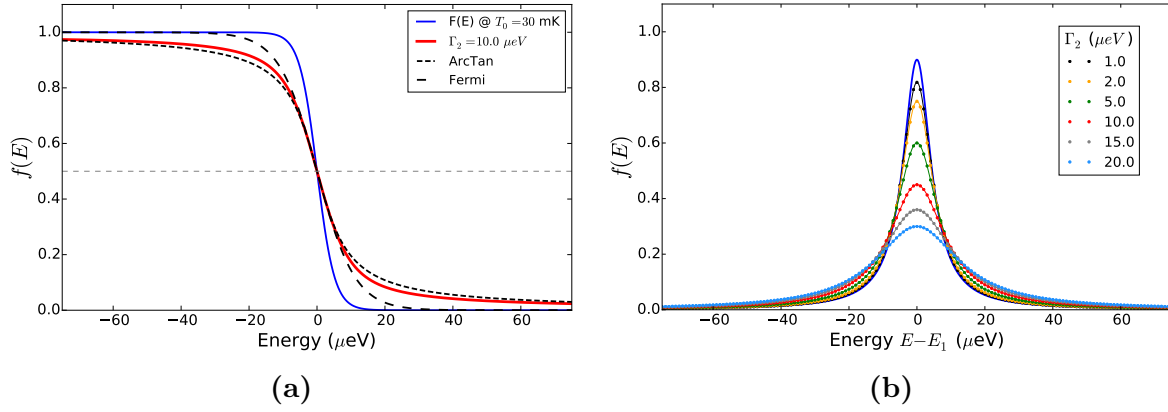 f(E)
1.0
0.8
0.6
0.4
0.2
0.0
−60 −40 −20 0 20 40 60
Energy (μeV)
F(E) @ T₀ =30 mK
Γ₂ =10.0 μeV
ArcTan
Fermi
(a)
f(E)
1.0
0.8
0.6
0.4
0.2
0.0
−60 −40 −20 0 20 40 60
Energy E−E₁ (μeV)
Γ₂ (μeV)
1.0
2.0
5.0
10.0
15.0
20.0
(b)